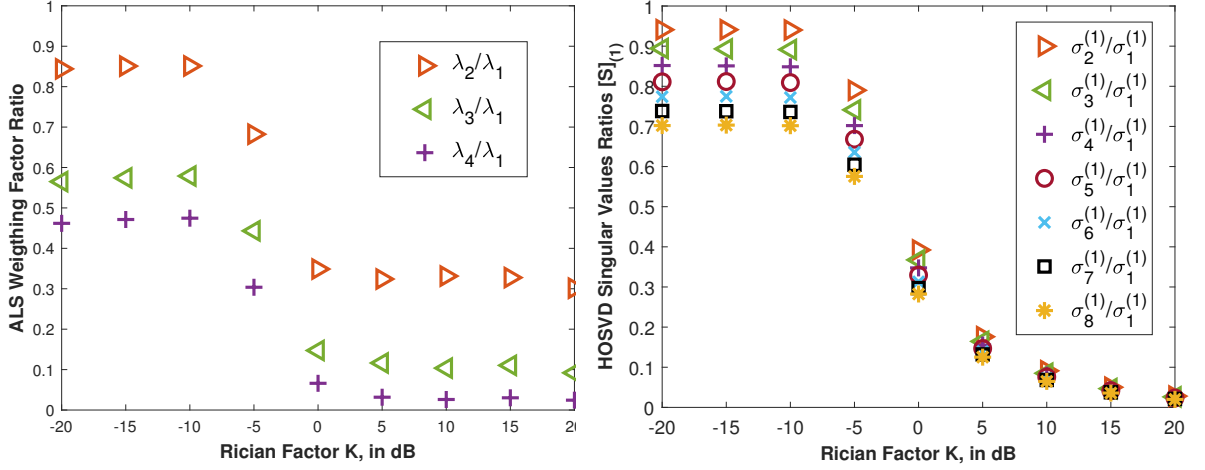 1
0.9
0.8
0.7
0.6
0.5
0.4
0.3
0.2
0.1
0
-20 -15 -10 -5 0 5 10 15 20
ALS Weigthing Factor Ratio
Rician Factor K, in dB
λ2/λ1
λ3/λ1
λ4/λ1
1
0.9
0.8
0.7
0.6
0.5
0.4
0.3
0.2
0.1
0
-20 -15 -10 -5 0 5 10 15 20
HOSVD Singular Values Ratios [S](1)
Rician Factor K, in dB
σ2(1)/σ1(1)
σ3(1)/σ1(1)
σ4(1)/σ1(1)
σ5(1)/σ1(1)
σ6(1)/σ1(1)
σ7(1)/σ1(1)
σ8(1)/σ1(1)